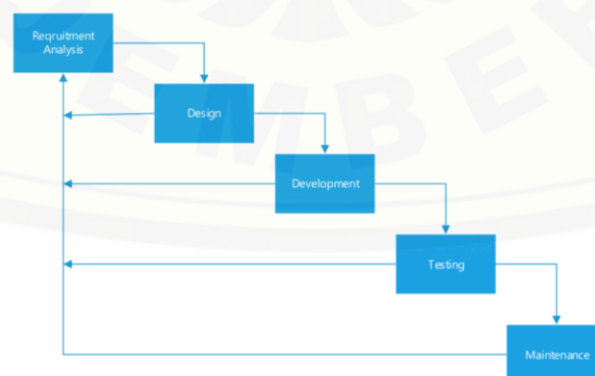 Reqruitment
Analysis
Design
Development
Testing
Maintenance